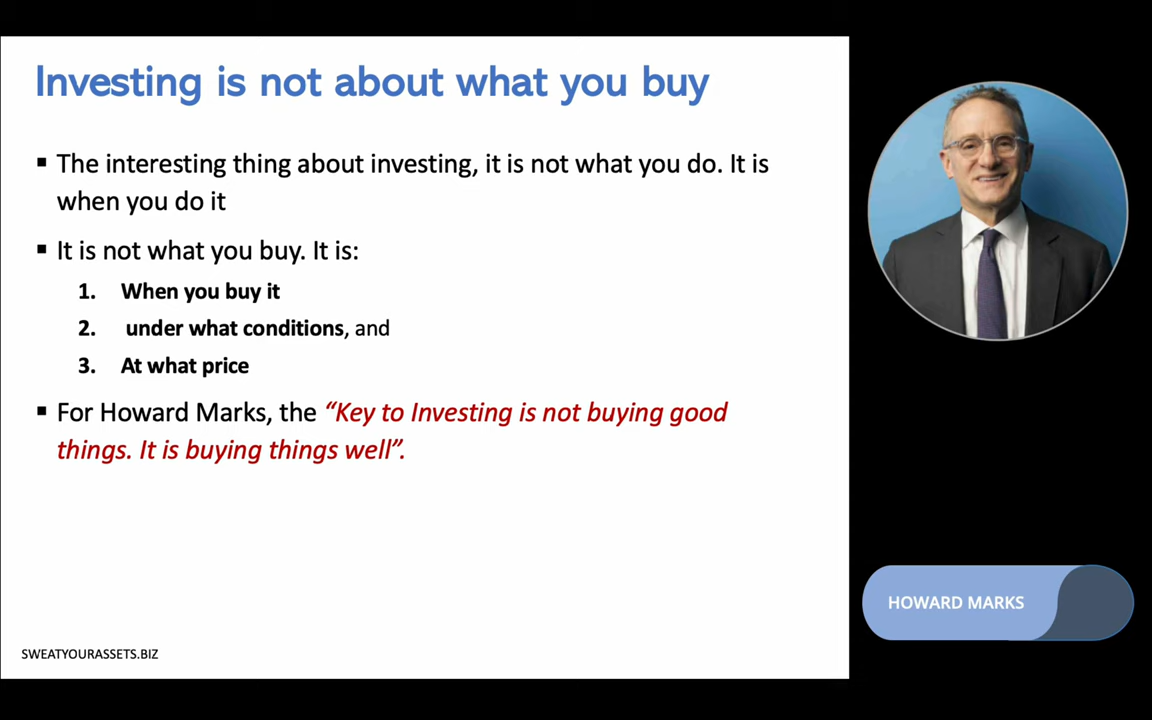 Investing is not about what you buy
▪ The interesting thing about investing, it is not what you do. It is
when you do it
▪ It is not what you buy. It is:
1. When you buy it
2. under what conditions, and
3. At what price
▪ For Howard Marks, the “Key to Investing is not buying good
things. It is buying things well”.
HOWARD MARKS
SWEATYOURASSETS.BIZ